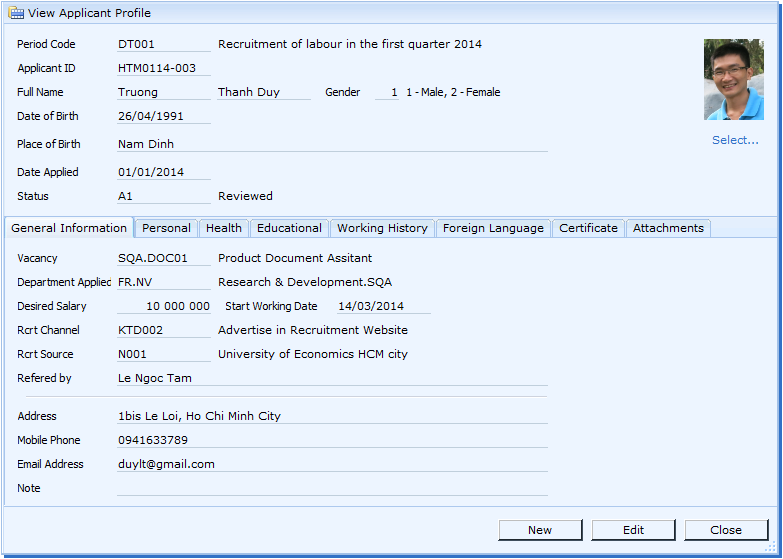 View Applicant Profile
Period Code DT001 Recruitment of labour in the first quarter 2014
Applicant ID HTM0114-003
Full Name Truong Thanh Duy Gender 1 1 - Male, 2 - Female
Date of Birth 26/04/1991
Place of Birth Nam Dinh
Select...
Date Applied 01/01/2014
Status A1 Reviewed
General Information Personal Health Educational Working History Foreign Language Certificate Attachments
Vacancy SQA.DOC01 Product Document Assitant
Department Applied FR.NV Research & Development.SQA
Desired Salary 10 000 000 Start Working Date 14/03/2014
Rcrt Channel KTD002 Advertise in Recruitment Website
Rcrt Source N001 University of Economics HCM city
Refered by Le Ngoc Tam
Address 1bis Le Loi, Ho Chi Minh City
Mobile Phone 0941633789
Email Address duylt@gmail.com
Note
New Edit Close